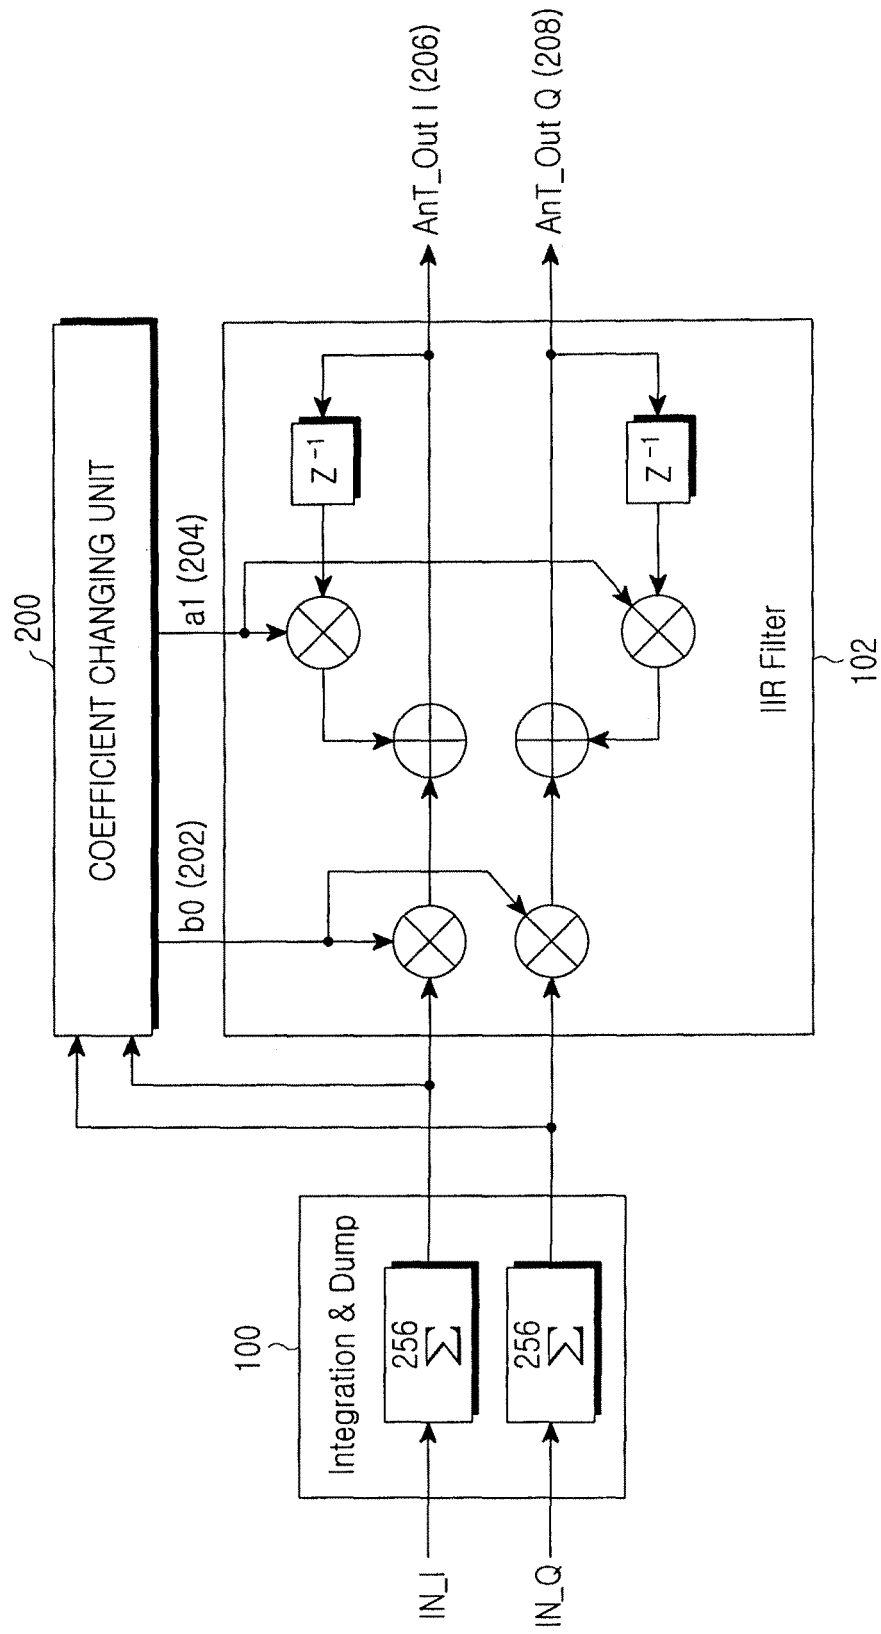 200
COEFFICIENT CHANGING UNIT
b0 (202)
a1 (204)
100
Integration & Dump
IN_I
256
Σ
IN_Q
256
Σ
Z⁻¹
Z⁻¹
AnT_Out I (206)
AnT_Out Q (208)
IIR Filter
102